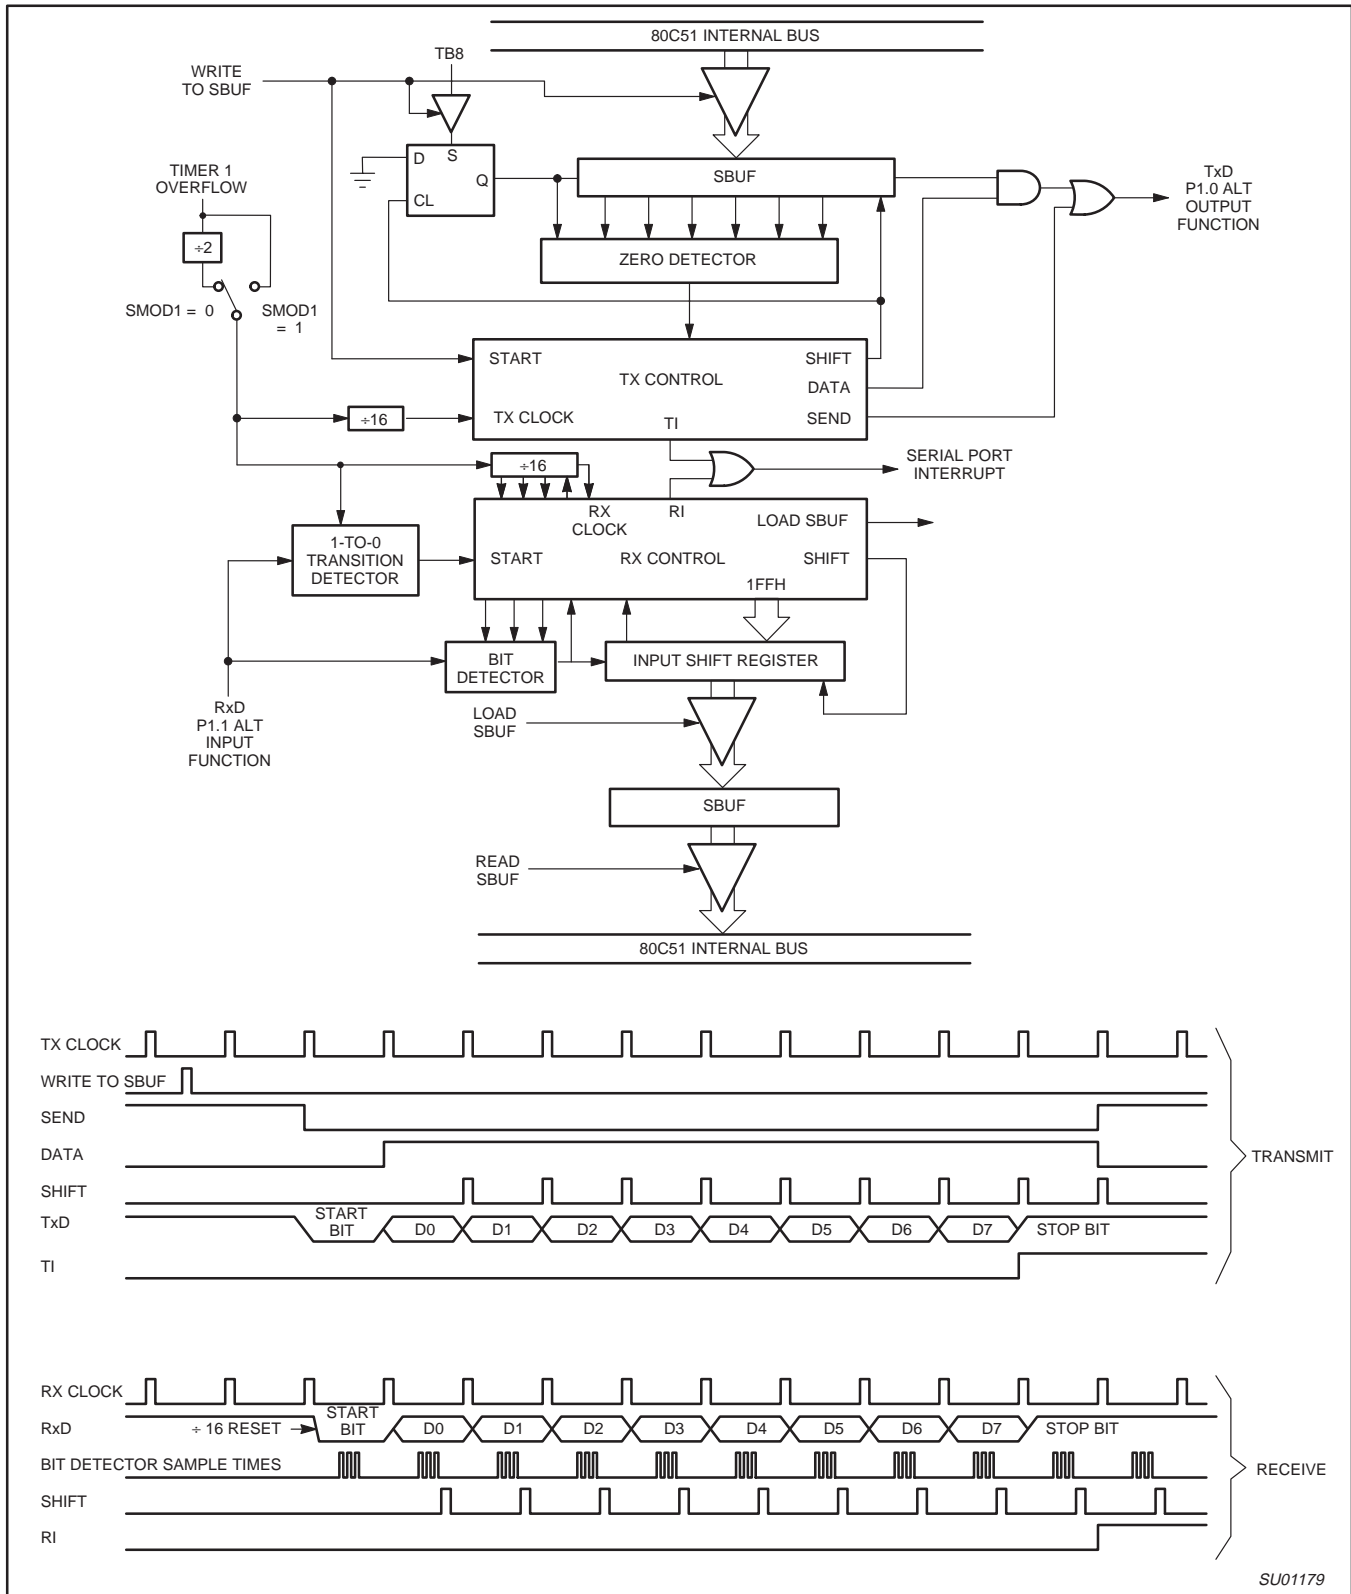 80C51 INTERNAL BUS
TB8
WRITE
TO SBUF
D
S
Q
CL
SBUF
TxD
P1.0 ALT
OUTPUT
FUNCTION
TIMER 1
OVERFLOW
÷2
ZERO DETECTOR
SMOD1 = 0
SMOD1
= 1
START
SHIFT
TX CONTROL
DATA
TX CLOCK
TI
SEND
÷16
SERIAL PORT
INTERRUPT
÷16
RX
CLOCK
RI
LOAD SBUF
1-TO-0
TRANSITION
DETECTOR
START
RX CONTROL
SHIFT
1FFH
BIT
DETECTOR
INPUT SHIFT REGISTER
RxD
P1.1 ALT
INPUT
FUNCTION
LOAD
SBUF
SBUF
READ
SBUF
80C51 INTERNAL BUS
TX CLOCK
WRITE TO SBUF
SEND
DATA
TRANSMIT
SHIFT
TxD
START
BIT
D0
D1
D2
D3
D4
D5
D6
D7
STOP BIT
TI
RX CLOCK
RxD
÷ 16 RESET
START
BIT
D0
D1
D2
D3
D4
D5
D6
D7
STOP BIT
BIT DETECTOR SAMPLE TIMES
RECEIVE
SHIFT
RI
SU01179